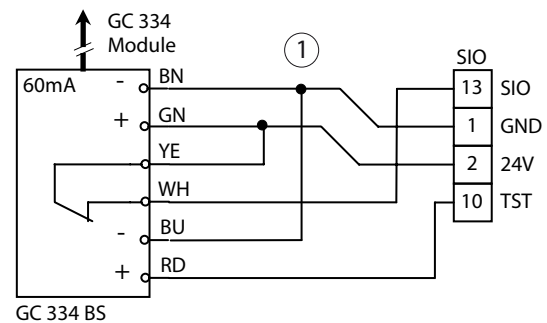 GC 334
Module
1
SIO
60mA
- BN
13 SIO
+ GN
1 GND
YE
2 24V
WH
10 TST
- BU
+ RD
GC 334 BS